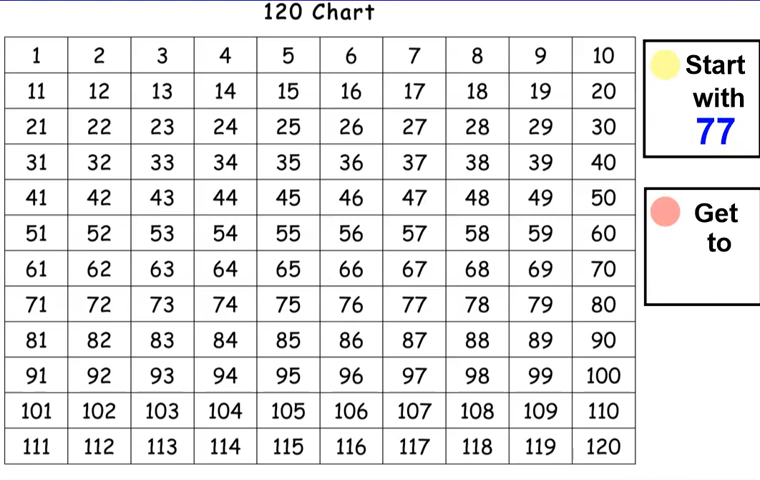 120 Chart
1 2 3 4 5 6 7 8 9 10
11 12 13 14 15 16 17 18 19 20
21 22 23 24 25 26 27 28 29 30
31 32 33 34 35 36 37 38 39 40
41 42 43 44 45 46 47 48 49 50
51 52 53 54 55 56 57 58 59 60
61 62 63 64 65 66 67 68 69 70
71 72 73 74 75 76 77 78 79 80
81 82 83 84 85 86 87 88 89 90
91 92 93 94 95 96 97 98 99 100
101 102 103 104 105 106 107 108 109 110
111 112 113 114 115 116 117 118 119 120
Start
with
77
Get
to